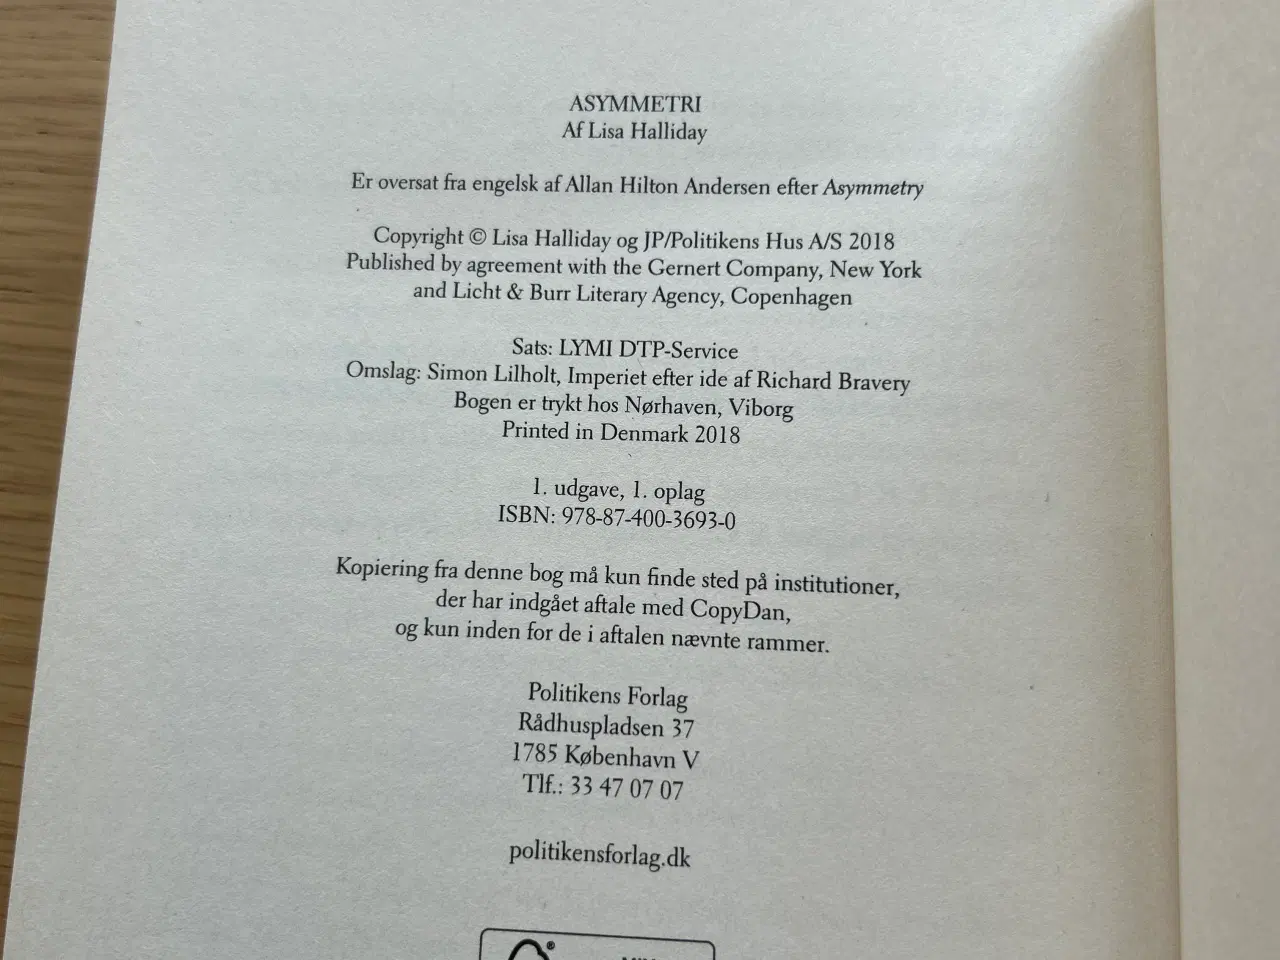 ASYMMETRI
Af Lisa Halliday
Er oversat fra engelsk af Allan Hilton Andersen efter Asymmetry
Copyright © Lisa Halliday og JP/Politikens Hus A/S 2018
Published by agreement with the Gernert Company, New York
and Licht & Burr Literary Agency, Copenhagen
Sats: LYMI DTP-Service
Omslag: Simon Lilholt, Imperiet efter ide af Richard Bravery
Bogen er trykt hos Nørhaven, Viborg
Printed in Denmark 2018
1. udgave, 1. oplag
ISBN: 978-87-400-3693-0
Kopiering fra denne bog må kun finde sted på institutioner,
der har indgået aftale med CopyDan,
og kun inden for de i aftalen nævnte rammer.
Politikens Forlag
Rådhuspladsen 37
1785 København V
Tlf.: 33 47 07 07
politikensforlag.dk
®